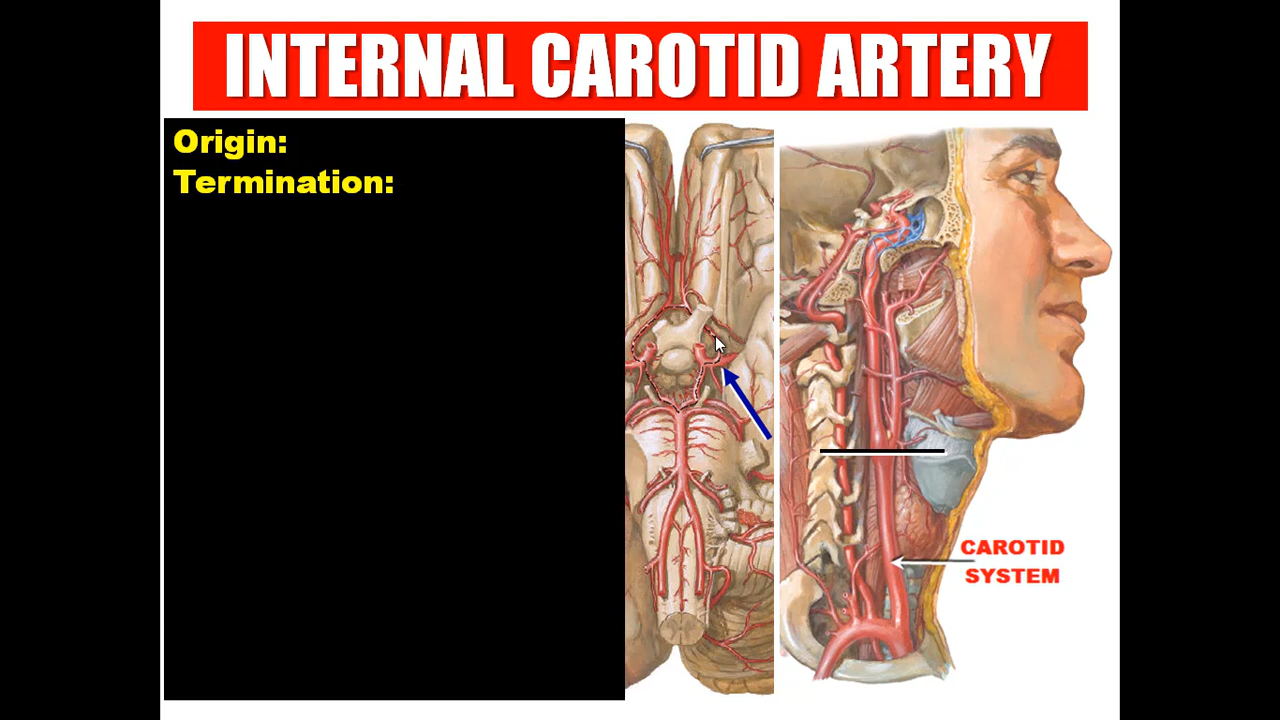 INTERNAL CAROTID ARTERY
Origin:
Termination:
CAROTID
SYSTEM